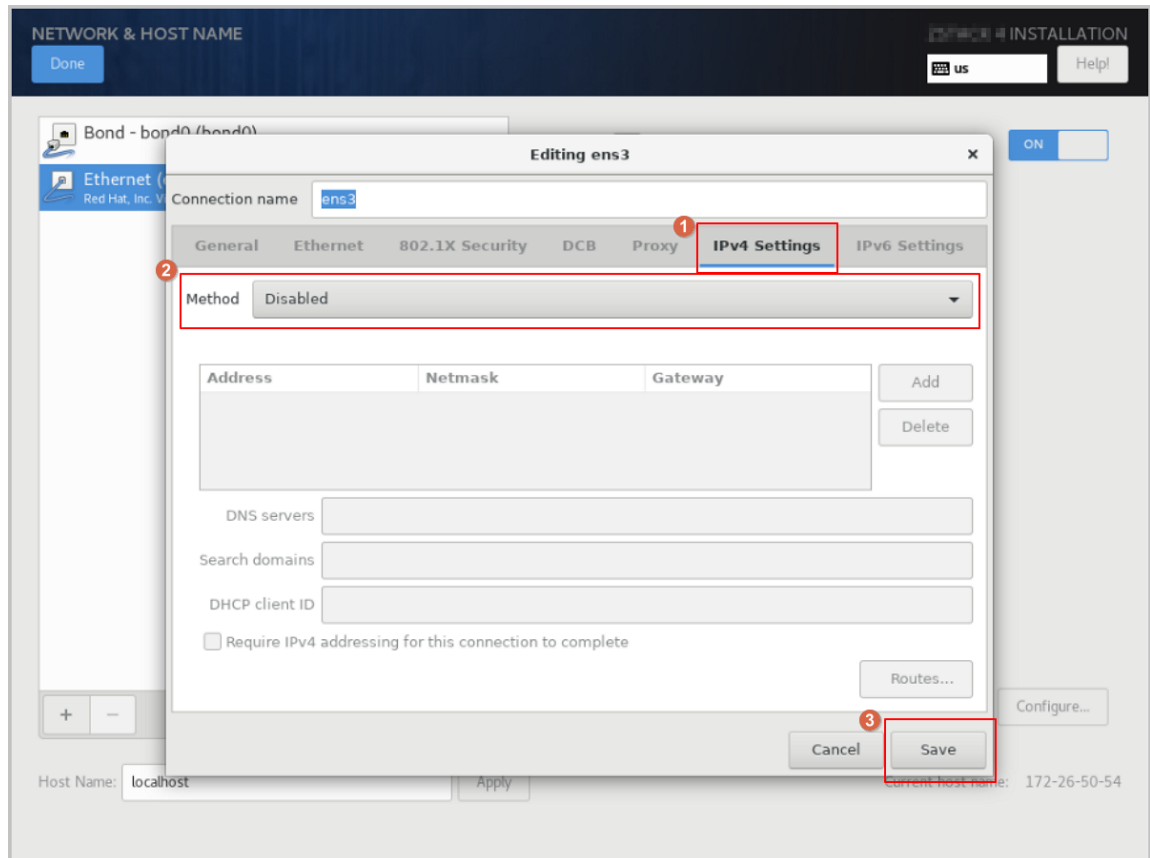 NETWORK & HOST NAME
INSTALLATION
Done
us
Help!
Bond - bond0 (bond0)
Editing ens3
ON
Ethernet
Red Hat, Inc.
Connection name ens3
1
General Ethernet 802.1X Security DCB Proxy IPv4 Settings IPv6 Settings
2
Method Disabled
Address Netmask Gateway
Add
Delete
DNS servers
Search domains
DHCP client ID
Require IPv4 addressing for this connection to complete
Routes...
Configure...
3
Cancel Save
Host Name: localhost Apply Current host name: 172-26-50-54